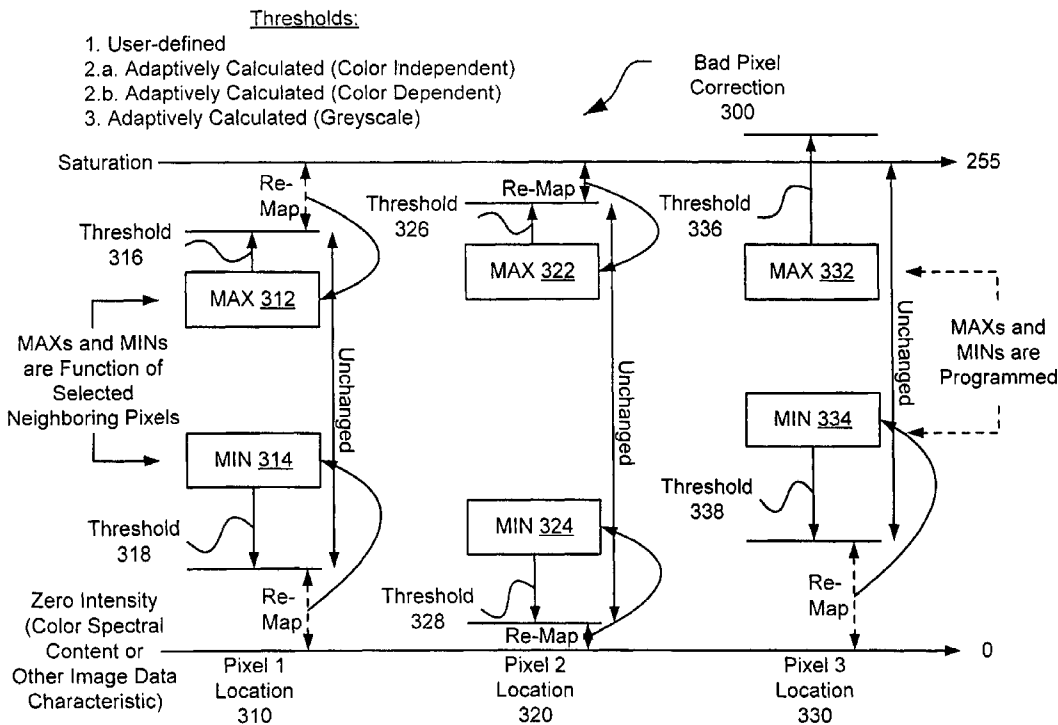 Thresholds:
1. User-defined
2.a. Adaptively Calculated (Color Independent)
2.b. Adaptively Calculated (Color Dependent)
3. Adaptively Calculated (Greyscale)
Bad Pixel
Correction
300
Saturation
255
Re-
Map
Threshold
316
MAX 312
Re-Map
Threshold
326
MAX 322
Threshold
336
MAX 332
MAXs and MINs
are Function of
Selected
Neighboring Pixels
Unchanged
Unchanged
Unchanged
MAXs and
MINs are
Programmed
MIN 314
Threshold
318
MIN 324
Threshold
328
MIN 334
Threshold
338
Re-
Map
Re-Map
Re-
Map
Zero Intensity
(Color Spectral
Content or
Other Image Data
Characteristic)
0
Pixel 1
Location
310
Pixel 2
Location
320
Pixel 3
Location
330